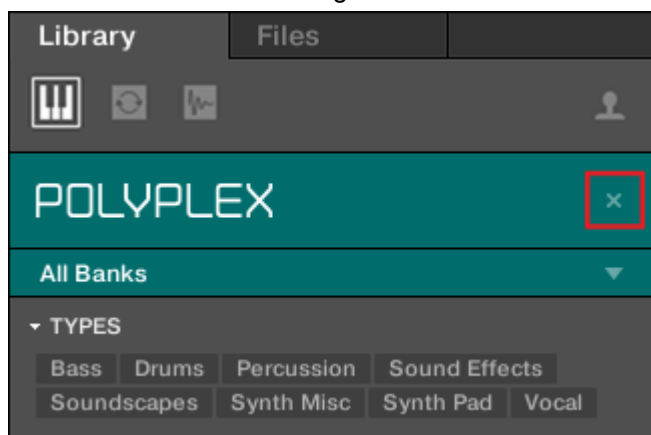 Library Files
POLYPLEX
All Banks
TYPES
Bass Drums Percussion Sound Effects
Soundscapes Synth Misc Synth Pad Vocal